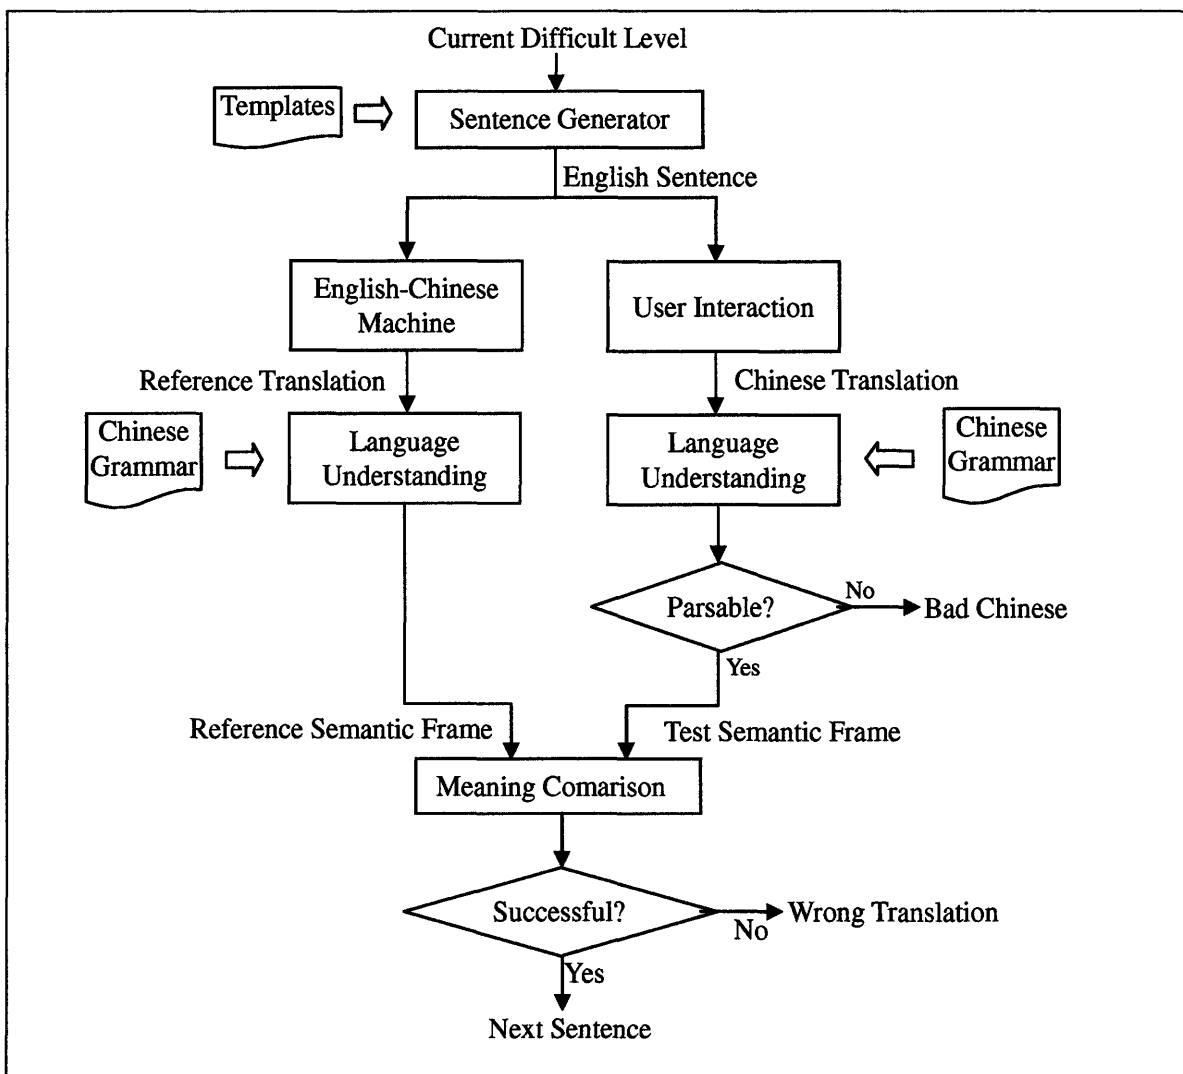 Current Difficult Level
Templates
Sentence Generator
English Sentence
English-Chinese
Machine
User Interaction
Reference Translation
Chinese Translation
Chinese
Grammar
Language
Understanding
Language
Understanding
Chinese
Grammar
Parsable?
No
Bad Chinese
Yes
Reference Semantic Frame
Test Semantic Frame
Meaning Comarison
Successful?
No
Wrong Translation
Yes
Next Sentence